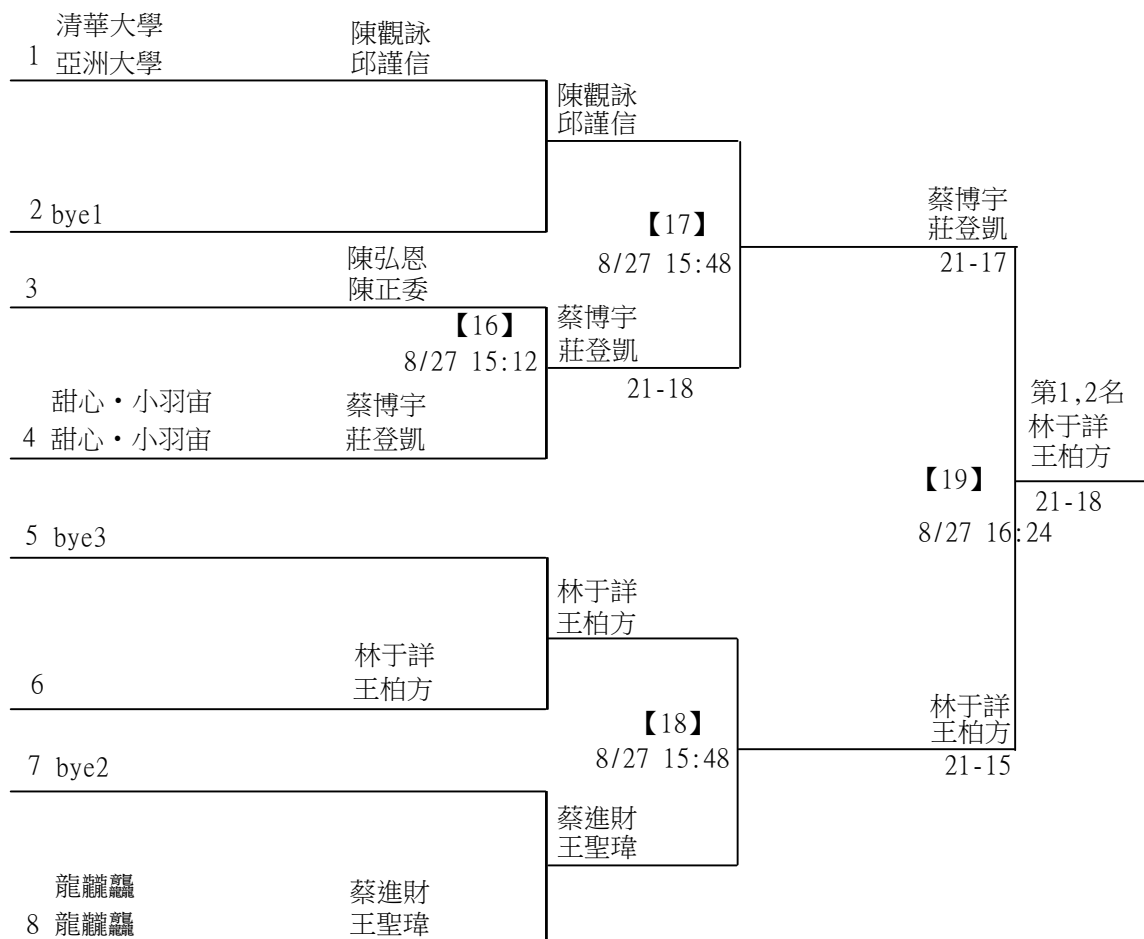 清華大學 陳觀詠
1 亞洲大學 邱謹信
陳觀詠
邱謹信
2 bye1
【17】
8/27 15:48
蔡博宇
莊登凱
21-17
陳弘恩
3 陳正委
【16】
8/27 15:12
蔡博宇
莊登凱
21-18
甜心・小羽宙 蔡博宇
4 甜心・小羽宙 莊登凱
第1,2名
林于詳
王柏方
21-18
【19】
8/27 16:24
5 bye3
林于詳
王柏方
林于詳
6 王柏方
【18】
8/27 15:48
林于詳
王柏方
21-15
7 bye2
蔡進財
王聖瑋
龍龖龘 蔡進財
8 龍龖龘 王聖瑋